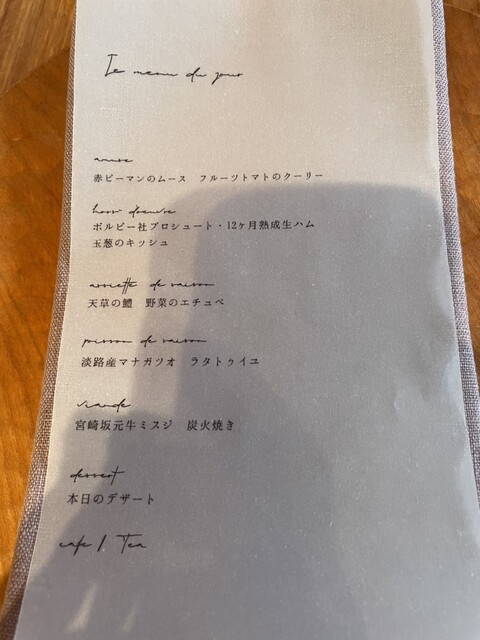 Le menu du jour
amuse
赤ピーマンのムース　フルーツトマトのクーリー
hors d'oeuvre
ボルピー社プロシュート・12ヶ月熟成生ハム
玉葱のキッシュ
assiette de saison
天草の鱧　野菜のエチュベ
poisson de saison
淡路産マナガツオ　ラタトゥイユ
viande
宮崎坂元牛ミスジ　炭火焼き
dessert
本日のデザート
cafe / Tea